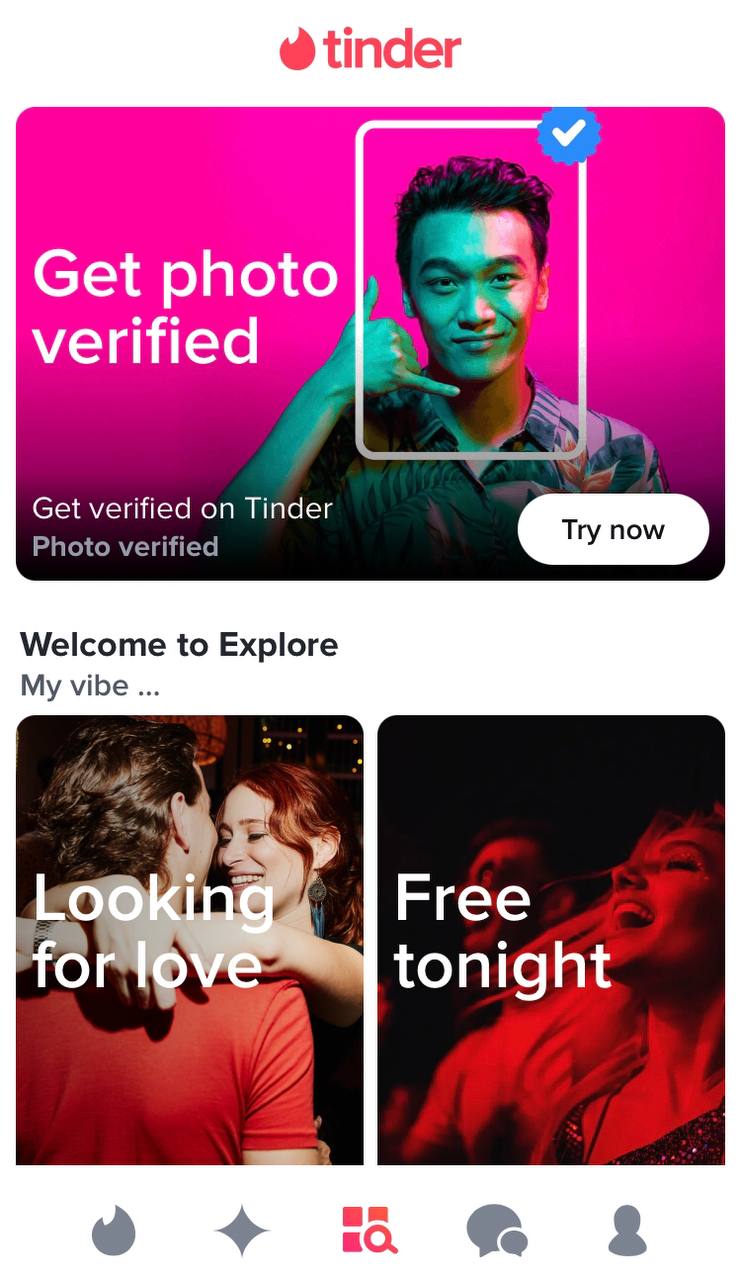 tinder
Get photo
verified
Get verified on Tinder
Photo verified
Try now
Welcome to Explore
My vibe ...
Looking
for love
Free
tonight